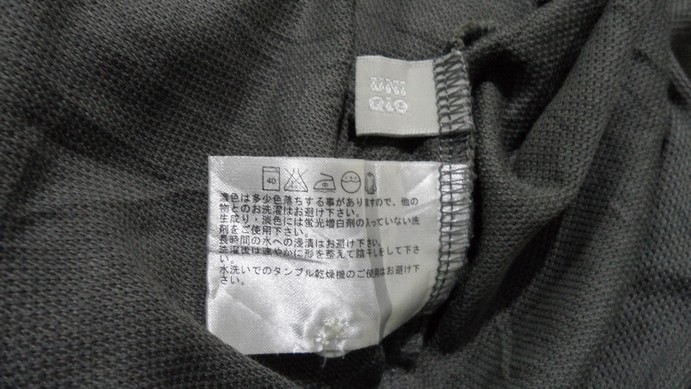 UNI
QLO
40
濃色は多少色落ちする事がありますので、他の
物とのお洗濯はお避け下さい。
生成り・淡色には蛍光増白剤の入っていない洗
剤をご使用下さい。
長時間の水への浸漬はお避け下さい。
洗濯後は速やかに形を整えて陰干しをして下さ
い。
水洗いでのタンブル乾燥機のご使用はお避け下
さい。